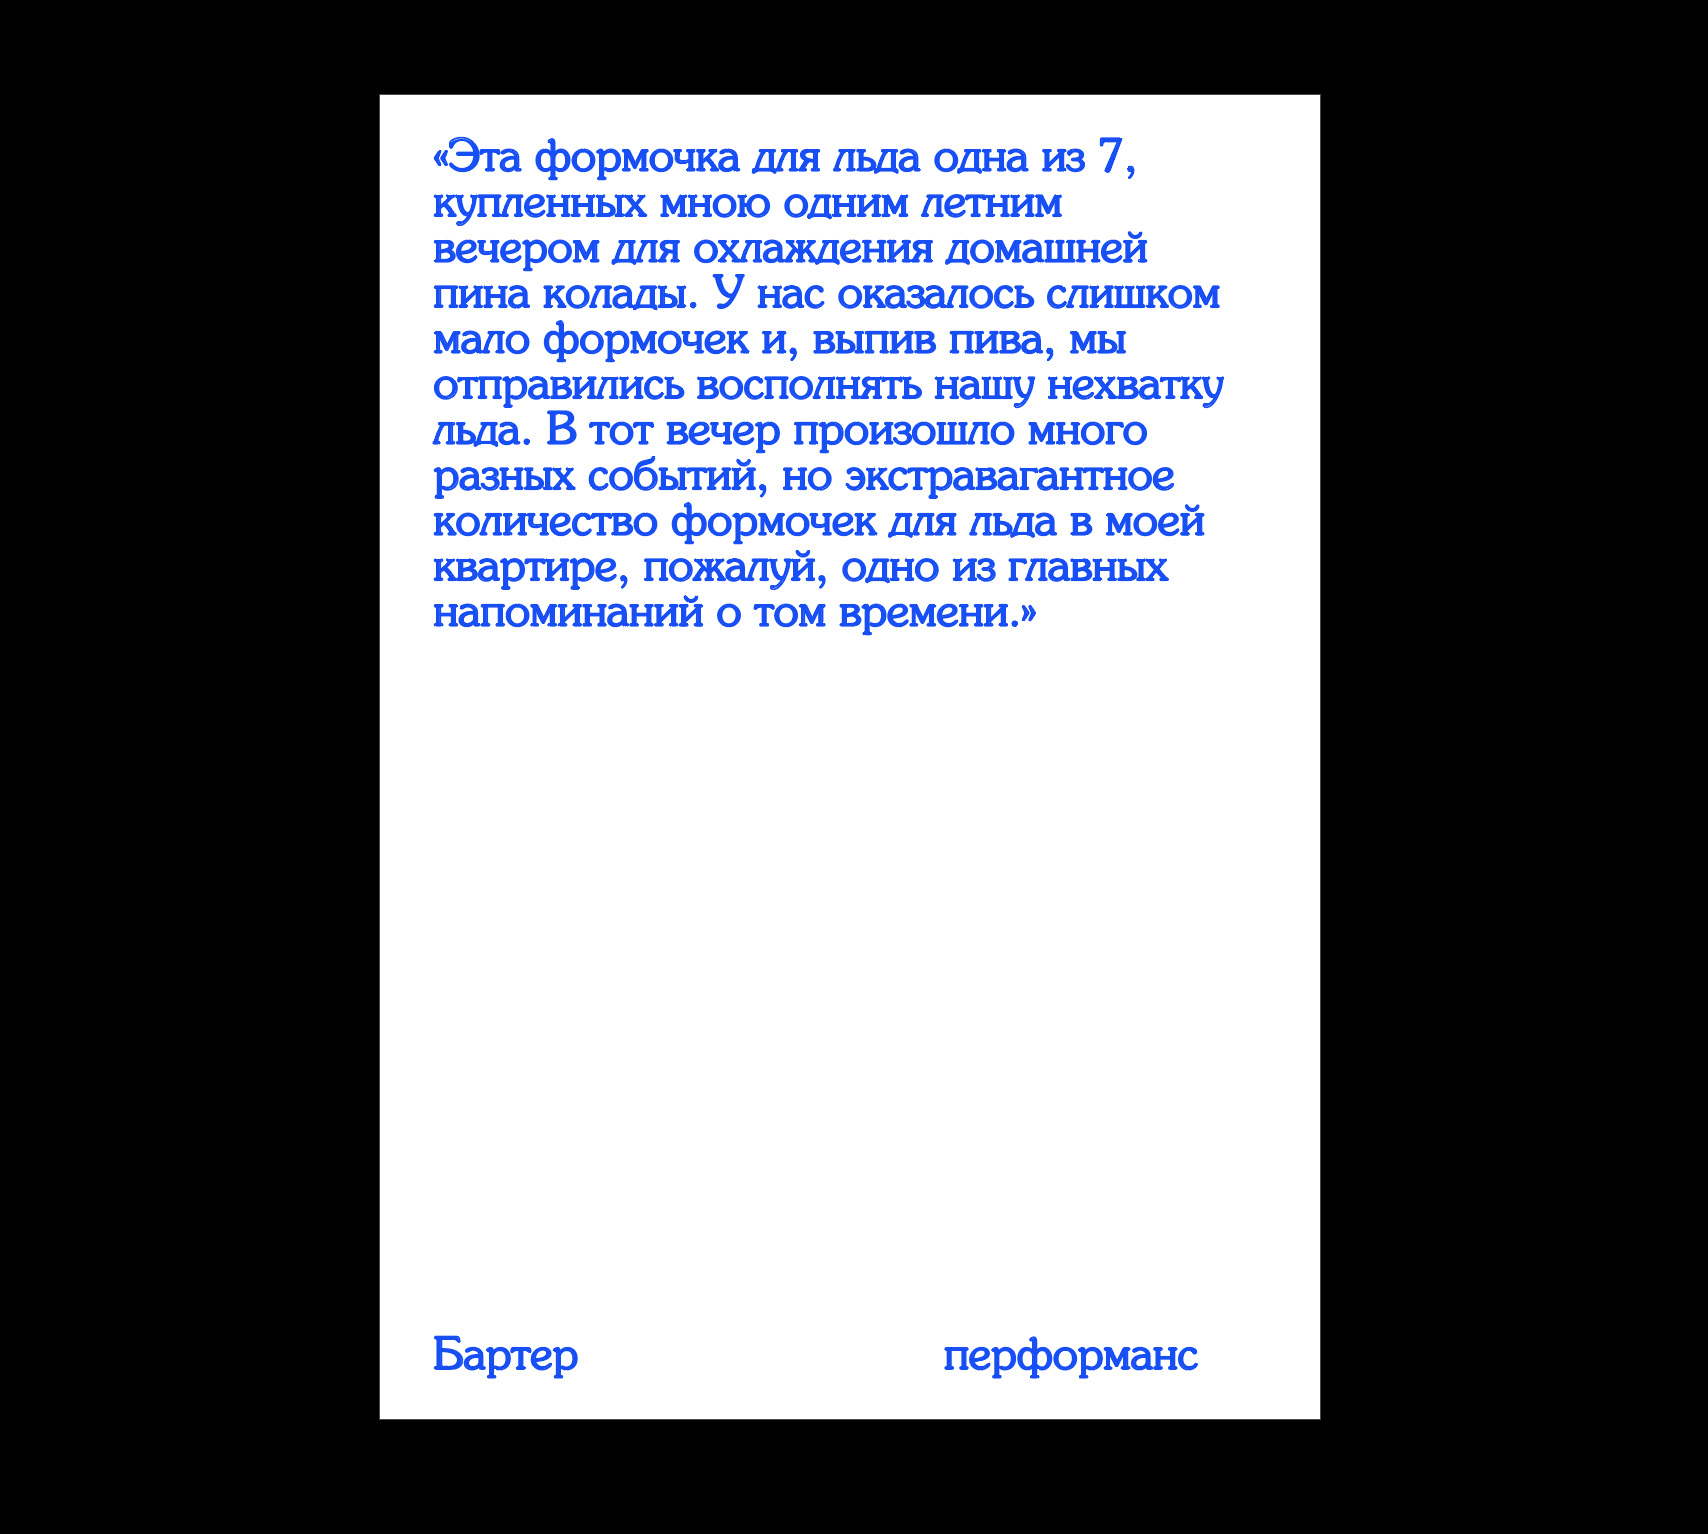 «Эта формочка для льда одна из 7,
купленных мною одним летним
вечером для охлаждения домашней
пина колады. У нас оказалось слишком
мало формочек и, выпив пива, мы
отправились восполнять нашу нехватку
льда. В тот вечер произошло много
разных событий, но экстравагантное
количество формочек для льда в моей
квартире, пожалуй, одно из главных
напоминаний о том времени.»
Бартер перформанс